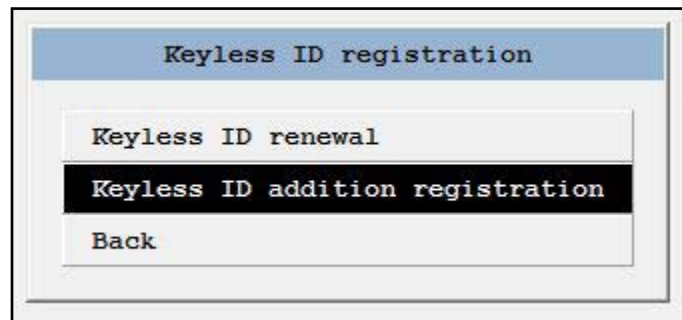 Keyless ID registration
Keyless ID renewal
Keyless ID addition registration
Back